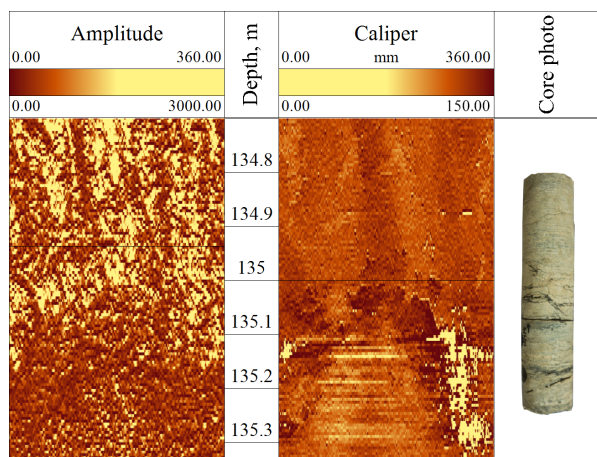 Amplitude
0.00 360.00
0.00 3000.00
Depth, m
Caliper
0.00 mm 360.00
0.00 150.00
Core photo
134.8
134.9
135
135.1
135.2
135.3